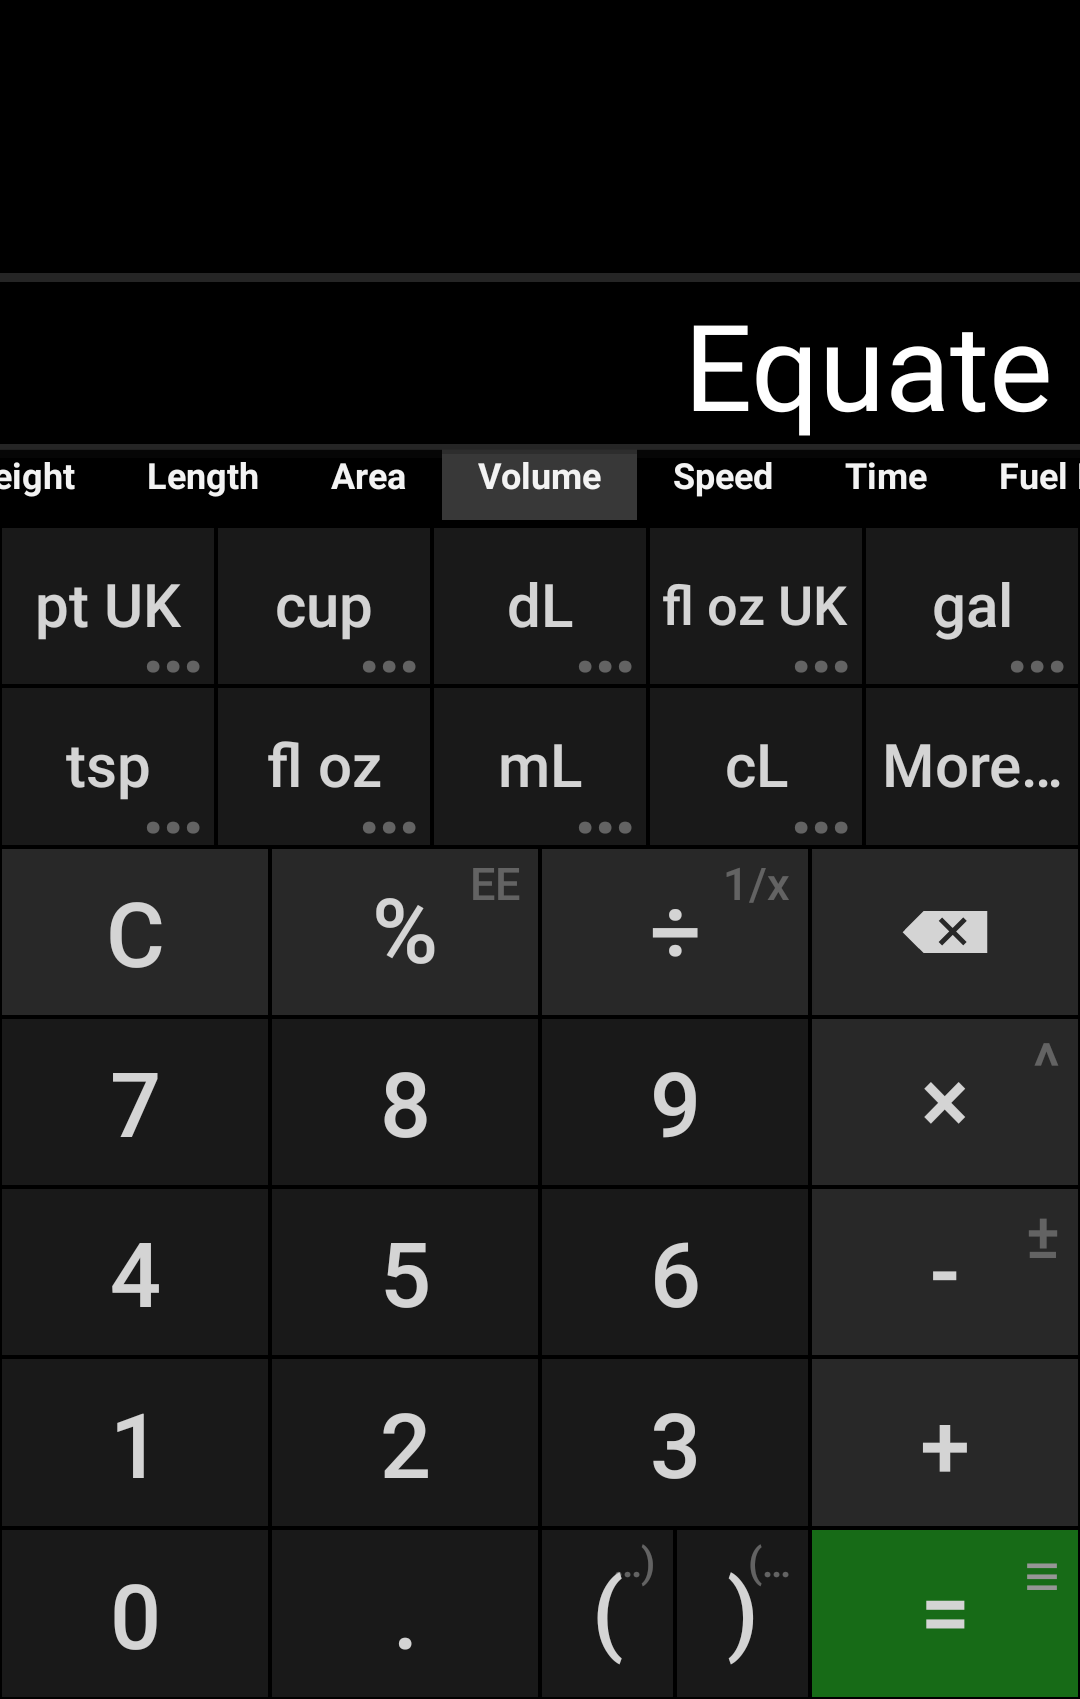 Equate
eight Length Area Volume Speed Time Fuel
pt UK cup dL fl oz UK gal
tsp fl oz mL cL More...
C % EE ÷ 1/x
7 8 9 × ^
4 5 6 - ±
1 2 3 +
0 . ( ..) ) (... = ≡